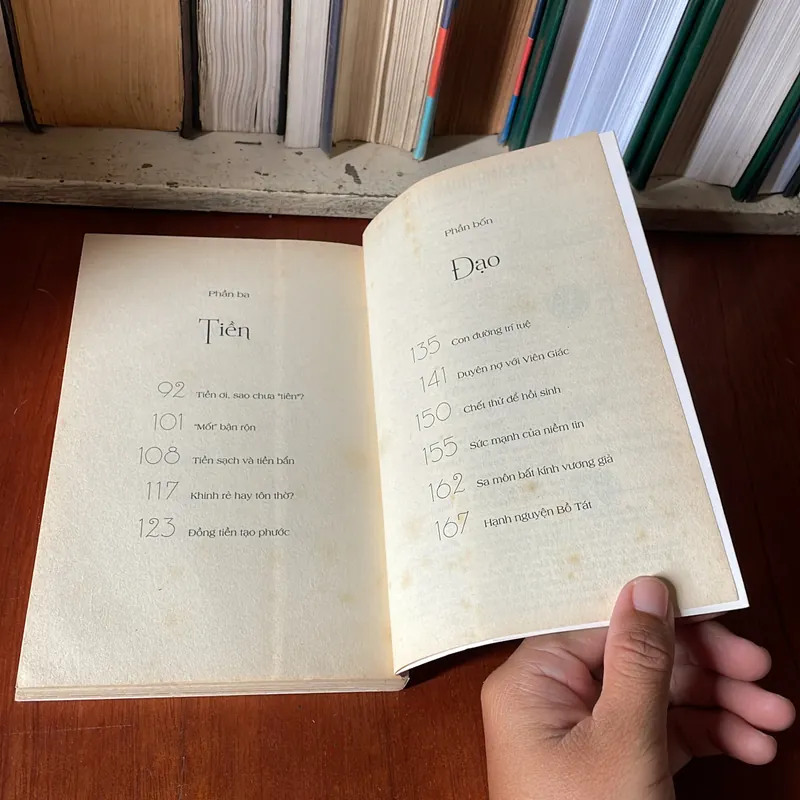 Phần ba
Tiền
92 Tiền ơi, sao chưa "tiên"?
101 "Mốt" bận rộn
108 Tiền sạch và tiền bẩn
117 Khinh rẻ hay tôn thờ?
123 Đồng tiền tạo phước
Phần bốn
Đạo
135 Con đường trí tuệ
141 Duyên nợ với Viên Giác
150 Chết thử để hồi sinh
155 Sức mạnh của niềm tin
162 Sa môn bất kính vương giả
167 Hạnh nguyện Bồ Tát